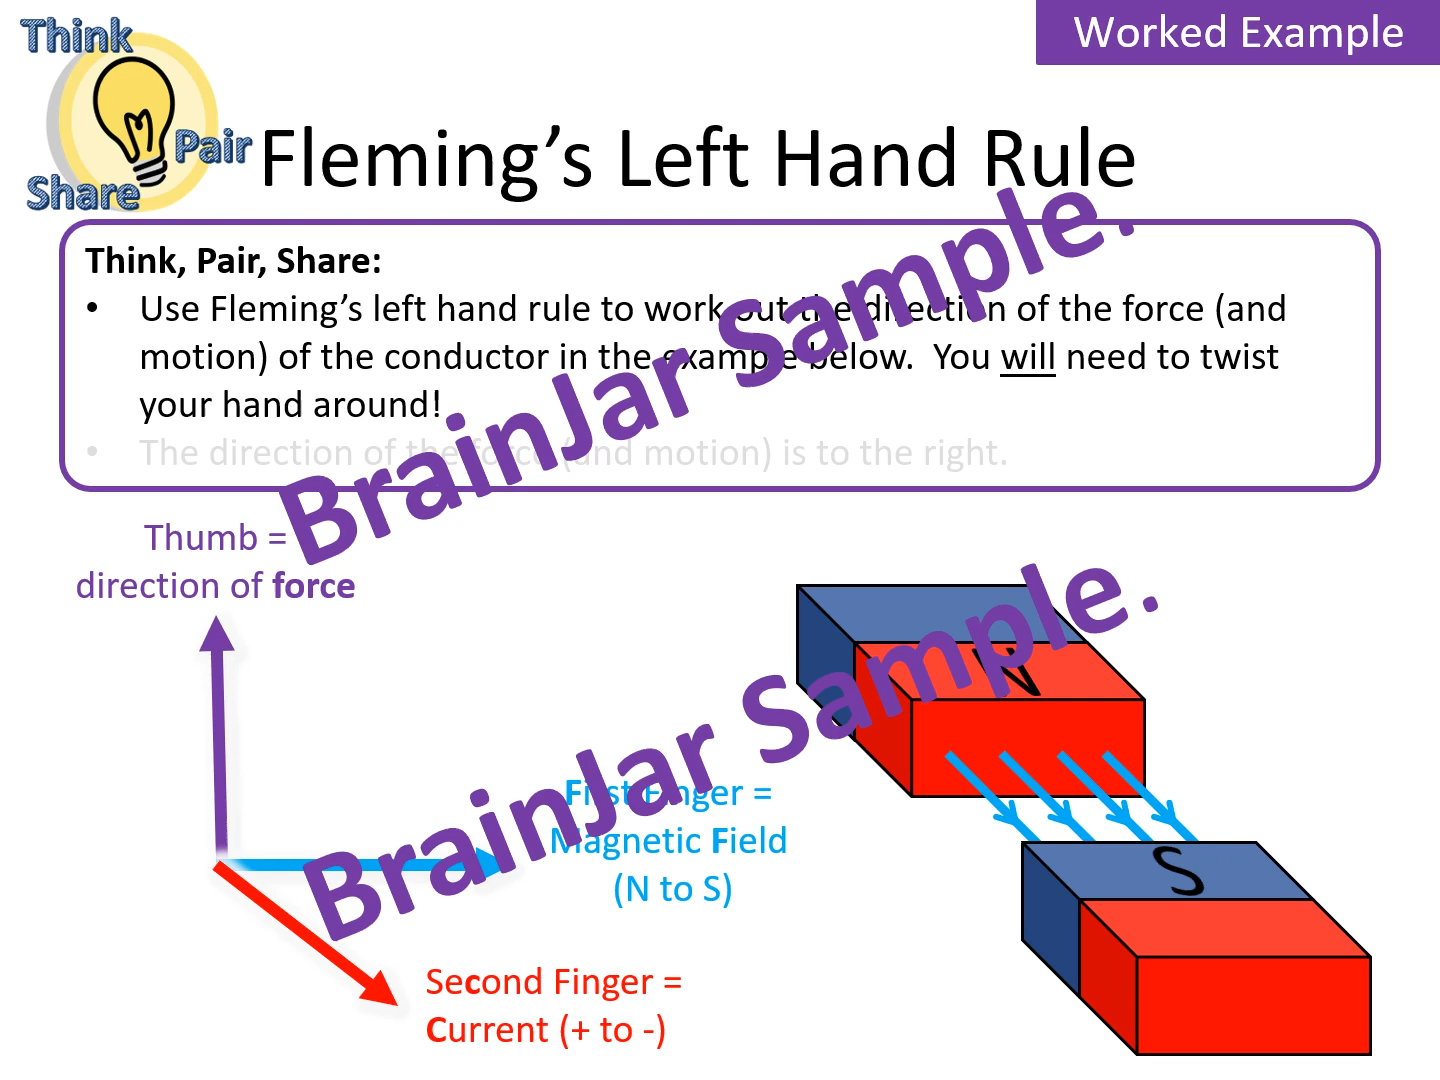 Think
Pair
Share
Worked Example
Fleming's Left Hand Rule
Think, Pair, Share:
• Use Fleming's left hand rule to work out the direction of the force (and
motion) of the conductor in the example below. You will need to twist
your hand around!
• The direction of the force (and motion) is to the right.
BrainJar Sample.
Thumb =
direction of force
N
BrainJar Sample.
First Finger =
Magnetic Field
(N to S)
S
Second Finger =
Current (+ to -)